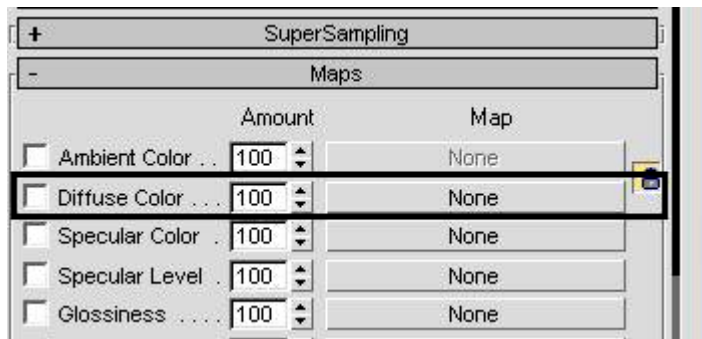 + SuperSampling
- Maps
Amount Map
Ambient Color . . 100 None
Diffuse Color . . . 100 None
Specular Color . 100 None
Specular Level . 100 None
Glossiness . . . . 100 None